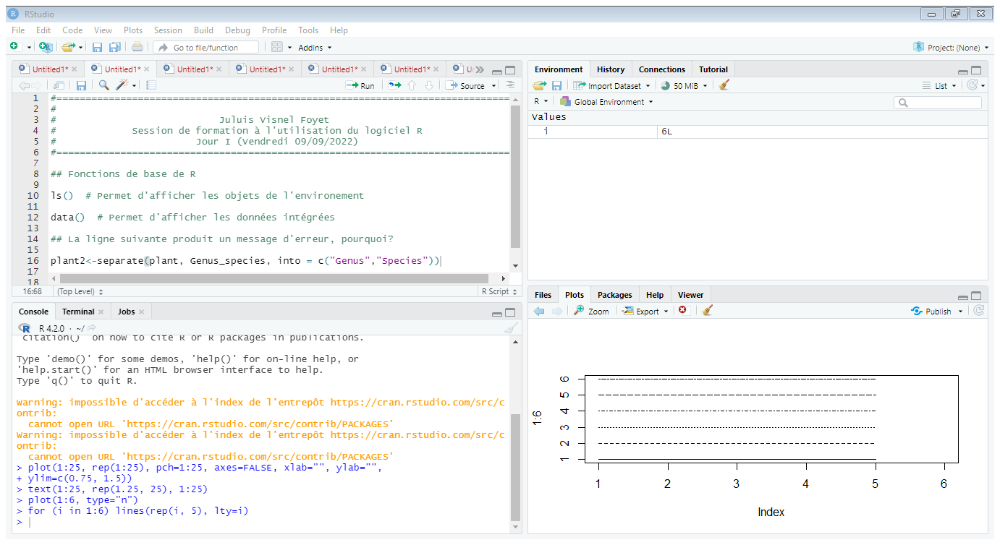 RStudio
File Edit Code View Plots Session Build Debug Profile Tools Help
Go to file/function Addins Project: (None)
Untitled1* Untitled1* Untitled1* Untitled1* Untitled1* Untitled1* Ur
Run Source
1 #==============================================================================
2 #
3 # Juluis Visnel Foyet
4 # Session de formation à l'utilisation du logiciel R
5 # Jour I (Vendredi 09/09/2022)
6 #==============================================================================
7
8 ## Fonctions de base de R
9
10 ls() # Permet d'afficher les objets de l'environement
11
12 data() # Permet d'afficher les données intégrées
13
14 ## La ligne suivante produit un message d'erreur, pourquoi?
15
16 plant2<-separate(plant, Genus_species, into = c("Genus","Species"))
17
18
16:68 (Top Level) R Script
Console Terminal Jobs
R 4.2.0 · ~/
'citation()' on how to cite R or R packages in publications.
Type 'demo()' for some demos, 'help()' for on-line help, or
'help.start()' for an HTML browser interface to help.
Type 'q()' to quit R.
Warning: impossible d'accéder à l'index de l'entrepôt https://cran.rstudio.com/src/c
ontrib:
cannot open URL 'https://cran.rstudio.com/src/contrib/PACKAGES'
Warning: impossible d'accéder à l'index de l'entrepôt https://cran.rstudio.com/src/c
ontrib:
cannot open URL 'https://cran.rstudio.com/src/contrib/PACKAGES'
> plot(1:25, rep(1:25), pch=1:25, axes=FALSE, xlab="", ylab="",
+ ylim=c(0.75, 1.5))
> text(1:25, rep(1.25, 25), 1:25)
> plot(1:6, type="n")
> for (i in 1:6) lines(rep(i, 5), lty=i)
>
Environment History Connections Tutorial
Import Dataset 50 MiB List
R Global Environment
Values
i 6L
Files Plots Packages Help Viewer
Zoom Export Publish
1:6
6
5
4
3
2
1
1 2 3 4 5 6
Index